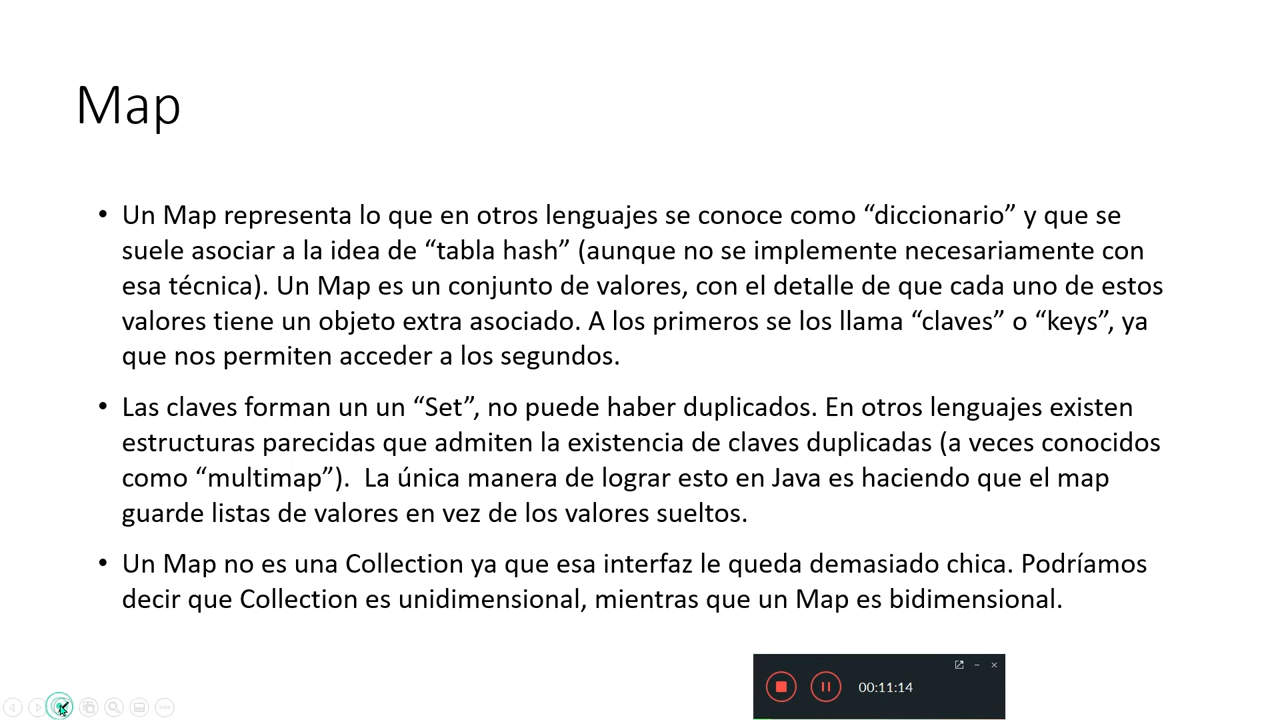 Map
• Un Map representa lo que en otros lenguajes se conoce como “diccionario” y que se
suele asociar a la idea de “tabla hash” (aunque no se implemente necesariamente con
esa técnica). Un Map es un conjunto de valores, con el detalle de que cada uno de estos
valores tiene un objeto extra asociado. A los primeros se los llama “claves” o “keys”, ya
que nos permiten acceder a los segundos.
• Las claves forman un un “Set”, no puede haber duplicados. En otros lenguajes existen
estructuras parecidas que admiten la existencia de claves duplicadas (a veces conocidos
como “multimap”).  La única manera de lograr esto en Java es haciendo que el map
guarde listas de valores en vez de los valores sueltos.
• Un Map no es una Collection ya que esa interfaz le queda demasiado chica. Podríamos
decir que Collection es unidimensional, mientras que un Map es bidimensional.
00:11:14